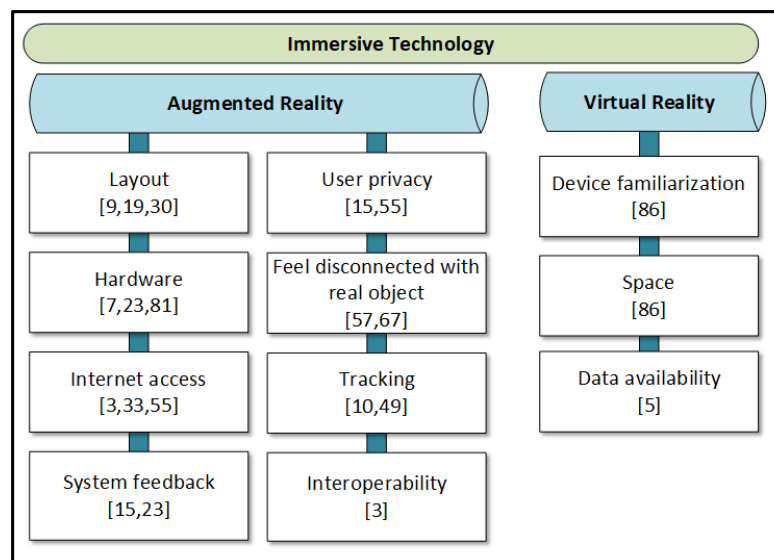 Immersive Technology
Augmented Reality
Layout
[9,19,30]
Hardware
[7,23,81]
Internet access
[3,33,55]
System feedback
[15,23]
User privacy
[15,55]
Feel disconnected with
real object
[57,67]
Tracking
[10,49]
Interoperability
[3]
Virtual Reality
Device familiarization
[86]
Space
[86]
Data availability
[5]